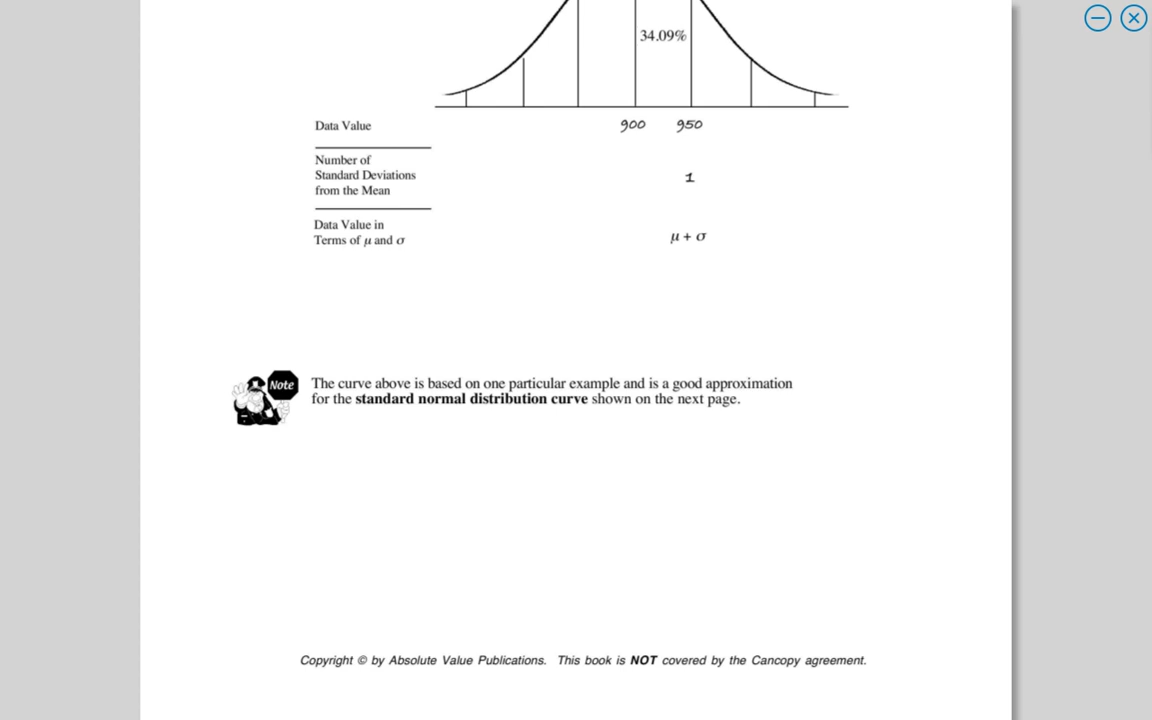 34.09%
Data Value 900 950
Number of
Standard Deviations
from the Mean
1
Data Value in
Terms of μ and σ
μ + σ
Note
The curve above is based on one particular example and is a good approximation
for the standard normal distribution curve shown on the next page.
Copyright © by Absolute Value Publications. This book is NOT covered by the Cancopy agreement.